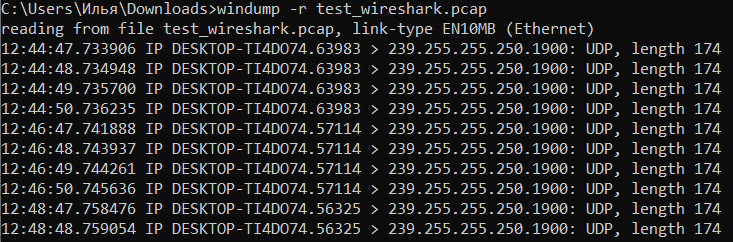 C:\Users\Илья\Downloads>windump -r test_wireshark.pcap
reading from file test_wireshark.pcap, link-type EN10MB (Ethernet)
12:44:47.733906 IP DESKTOP-TI4DO74.63983 > 239.255.255.250.1900: UDP, length 174
12:44:48.734948 IP DESKTOP-TI4DO74.63983 > 239.255.255.250.1900: UDP, length 174
12:44:49.735700 IP DESKTOP-TI4DO74.63983 > 239.255.255.250.1900: UDP, length 174
12:44:50.736235 IP DESKTOP-TI4DO74.63983 > 239.255.255.250.1900: UDP, length 174
12:46:47.741888 IP DESKTOP-TI4DO74.57114 > 239.255.255.250.1900: UDP, length 174
12:46:48.743937 IP DESKTOP-TI4DO74.57114 > 239.255.255.250.1900: UDP, length 174
12:46:49.744261 IP DESKTOP-TI4DO74.57114 > 239.255.255.250.1900: UDP, length 174
12:46:50.745636 IP DESKTOP-TI4DO74.57114 > 239.255.255.250.1900: UDP, length 174
12:48:47.758476 IP DESKTOP-TI4DO74.56325 > 239.255.255.250.1900: UDP, length 174
12:48:48.759054 IP DESKTOP-TI4DO74.56325 > 239.255.255.250.1900: UDP, length 174